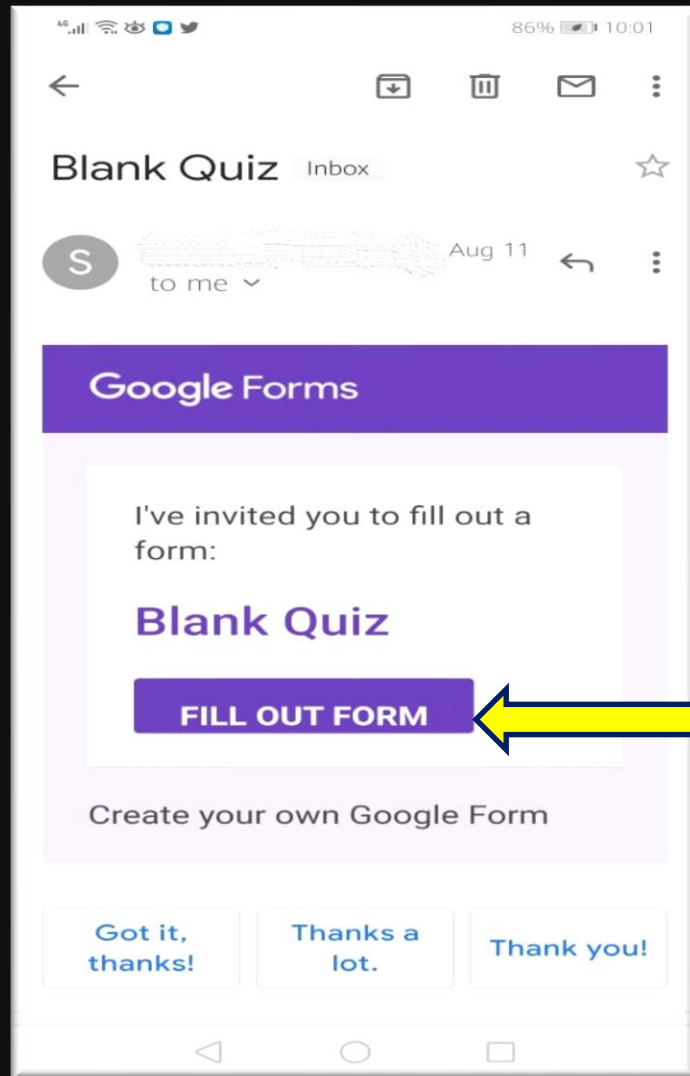 4G 86% 10:01
Blank Quiz Inbox
S Aug 11
to me
Google Forms
I've invited you to fill out a
form:
Blank Quiz
FILL OUT FORM
Create your own Google Form
Got it,
thanks!
Thanks a
lot.
Thank you!